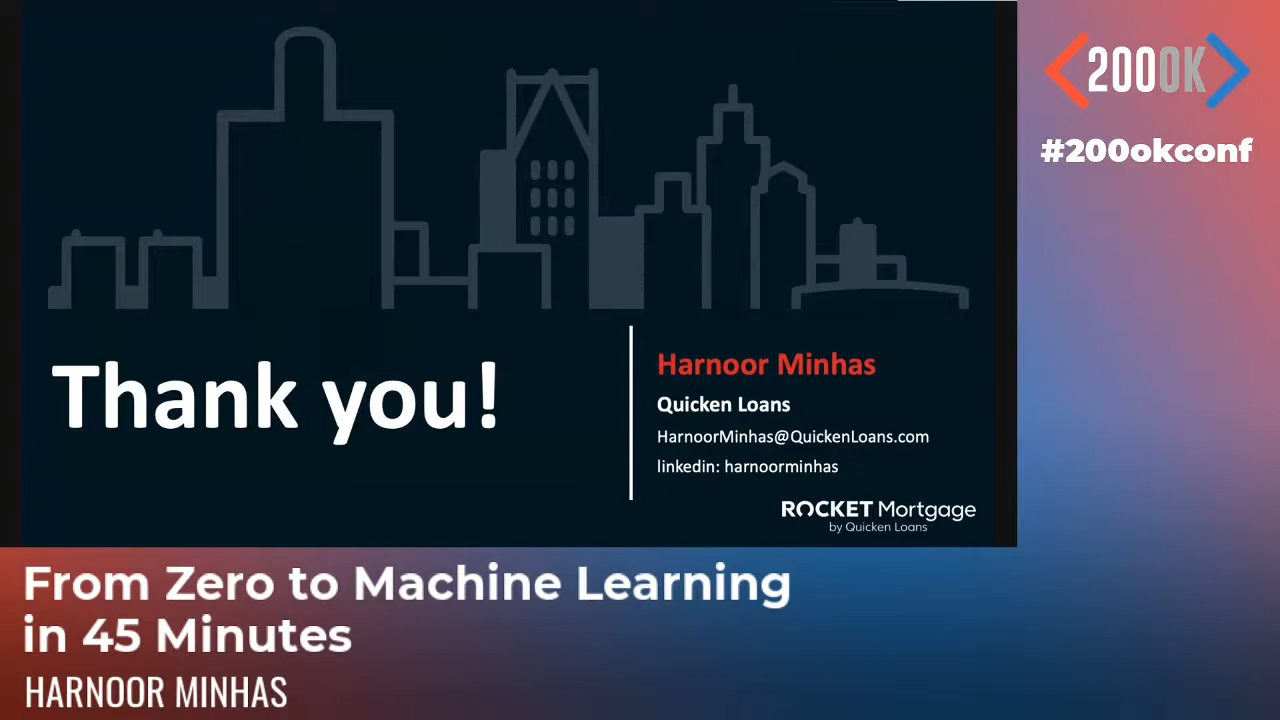 200OK
#200okconf
Thank you!
Harnoor Minhas
Quicken Loans
HarnoorMinhas@QuickenLoans.com
linkedin: harnoorminhas
ROCKET Mortgage
by Quicken Loans
From Zero to Machine Learning
in 45 Minutes
HARNOOR MINHAS